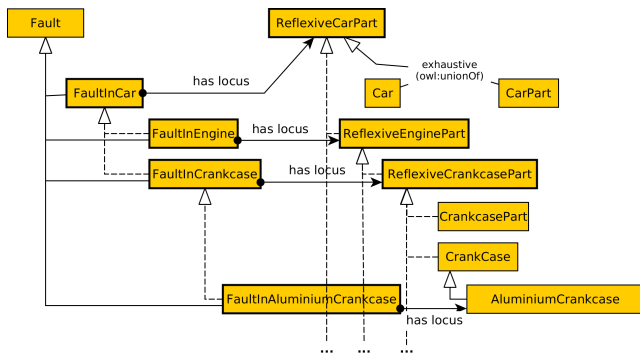 Fault
ReflexiveCarPart
exhaustive
(owl:unionOf)
FaultInCar
has locus
Car
CarPart
FaultInEngine
has locus
ReflexiveEnginePart
FaultInCrankcase
has locus
ReflexiveCrankcasePart
CrankcasePart
CrankCase
FaultInAluminiumCrankcase
has locus
AluminiumCrankcase
... ... ...